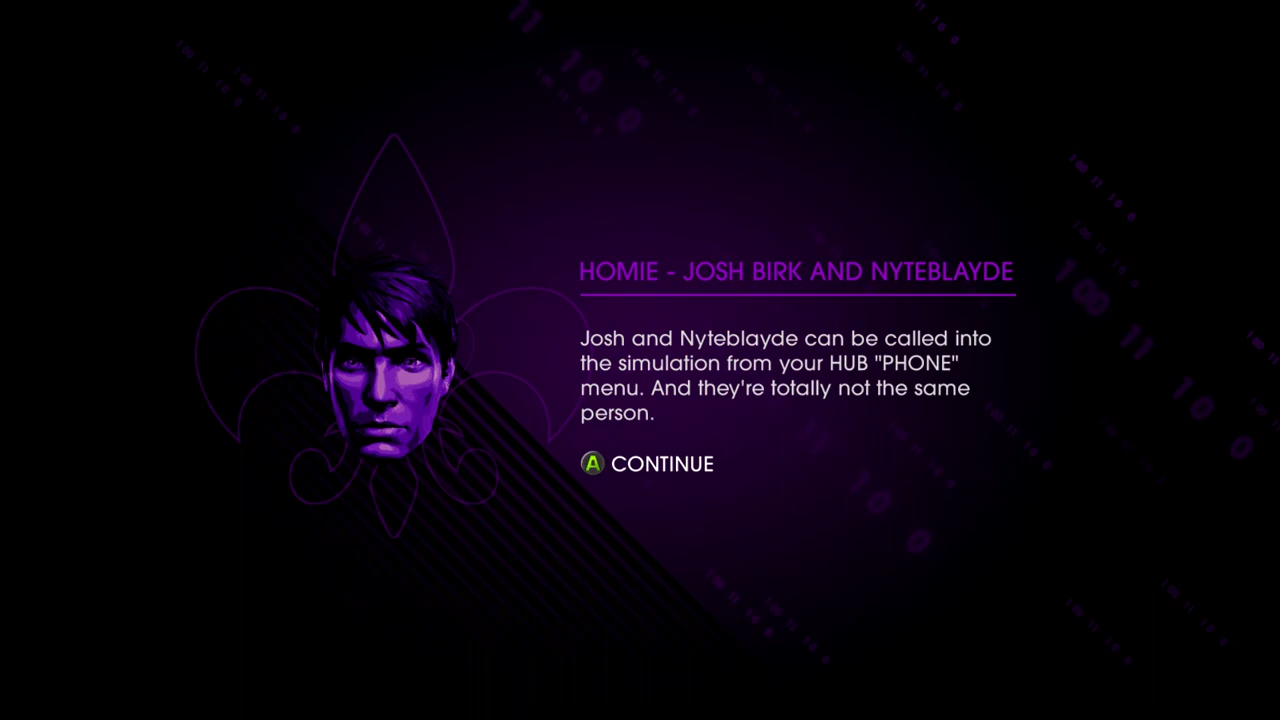 HOMIE - JOSH BIRK AND NYTEBLAYDE
Josh and Nyteblayde can be called into
the simulation from your HUB "PHONE"
menu. And they're totally not the same
person.
A CONTINUE